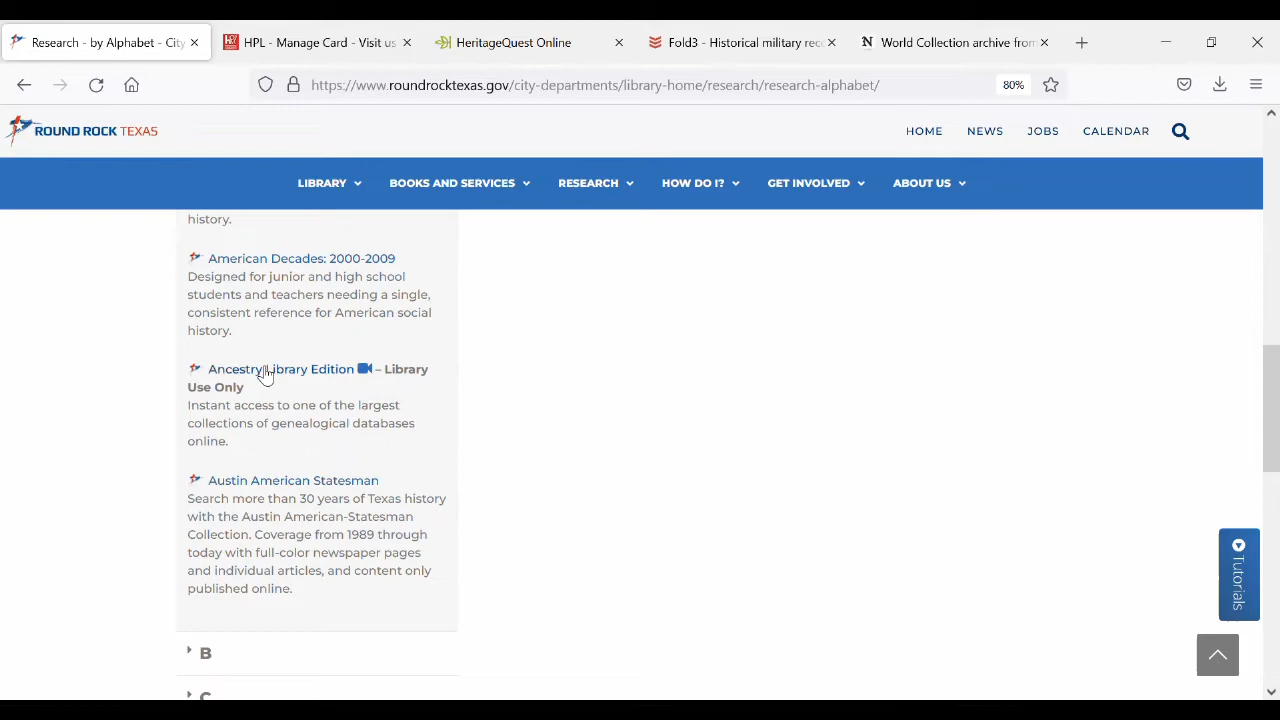 Research - by Alphabet - City
HPL - Manage Card - Visit us
HeritageQuest Online
Fold3 - Historical military reco
World Collection archive from
https://www.roundrocktexas.gov/city-departments/library-home/research/research-alphabet/
80%
ROUND ROCK TEXAS
HOME NEWS JOBS CALENDAR
LIBRARY BOOKS AND SERVICES RESEARCH HOW DO I? GET INVOLVED ABOUT US
history.
American Decades: 2000-2009
Designed for junior and high school
students and teachers needing a single,
consistent reference for American social
history.
Ancestry Library Edition – Library
Use Only
Instant access to one of the largest
collections of genealogical databases
online.
Austin American Statesman
Search more than 30 years of Texas history
with the Austin American-Statesman
Collection. Coverage from 1989 through
today with full-color newspaper pages
and individual articles, and content only
published online.
Tutorials
B
C